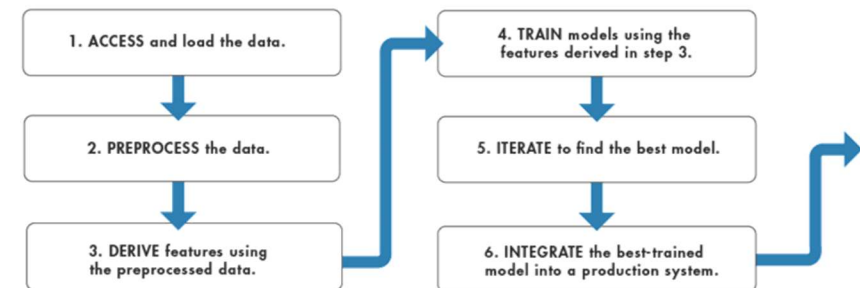 1. ACCESS and load the data.
2. PREPROCESS the data.
3. DERIVE features using
the preprocessed data.
4. TRAIN models using the
features derived in step 3.
5. ITERATE to find the best model.
6. INTEGRATE the best-trained
model into a production system.